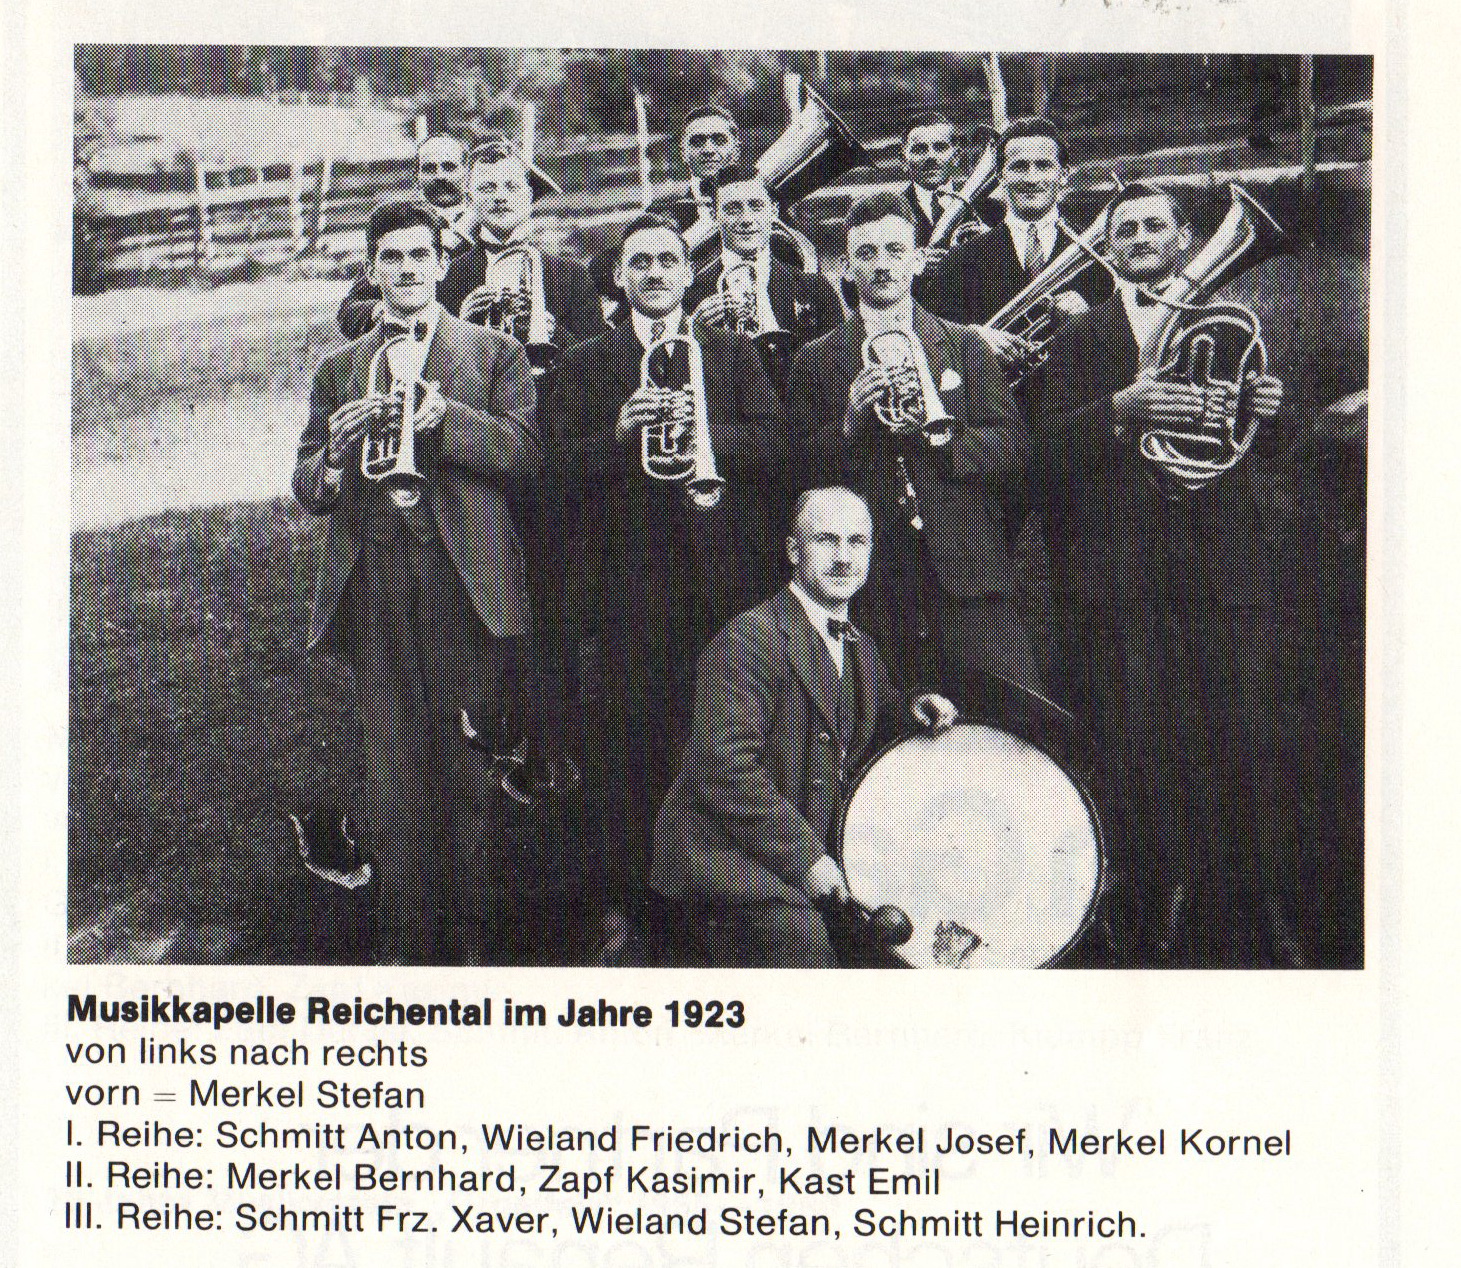 Musikkapelle Reichental im Jahre 1923
von links nach rechts
vorn = Merkel Stefan
I. Reihe: Schmitt Anton, Wieland Friedrich, Merkel Josef, Merkel Kornel
II. Reihe: Merkel Bernhard, Zapf Kasimir, Kast Emil
III. Reihe: Schmitt Frz. Xaver, Wieland Stefan, Schmitt Heinrich.